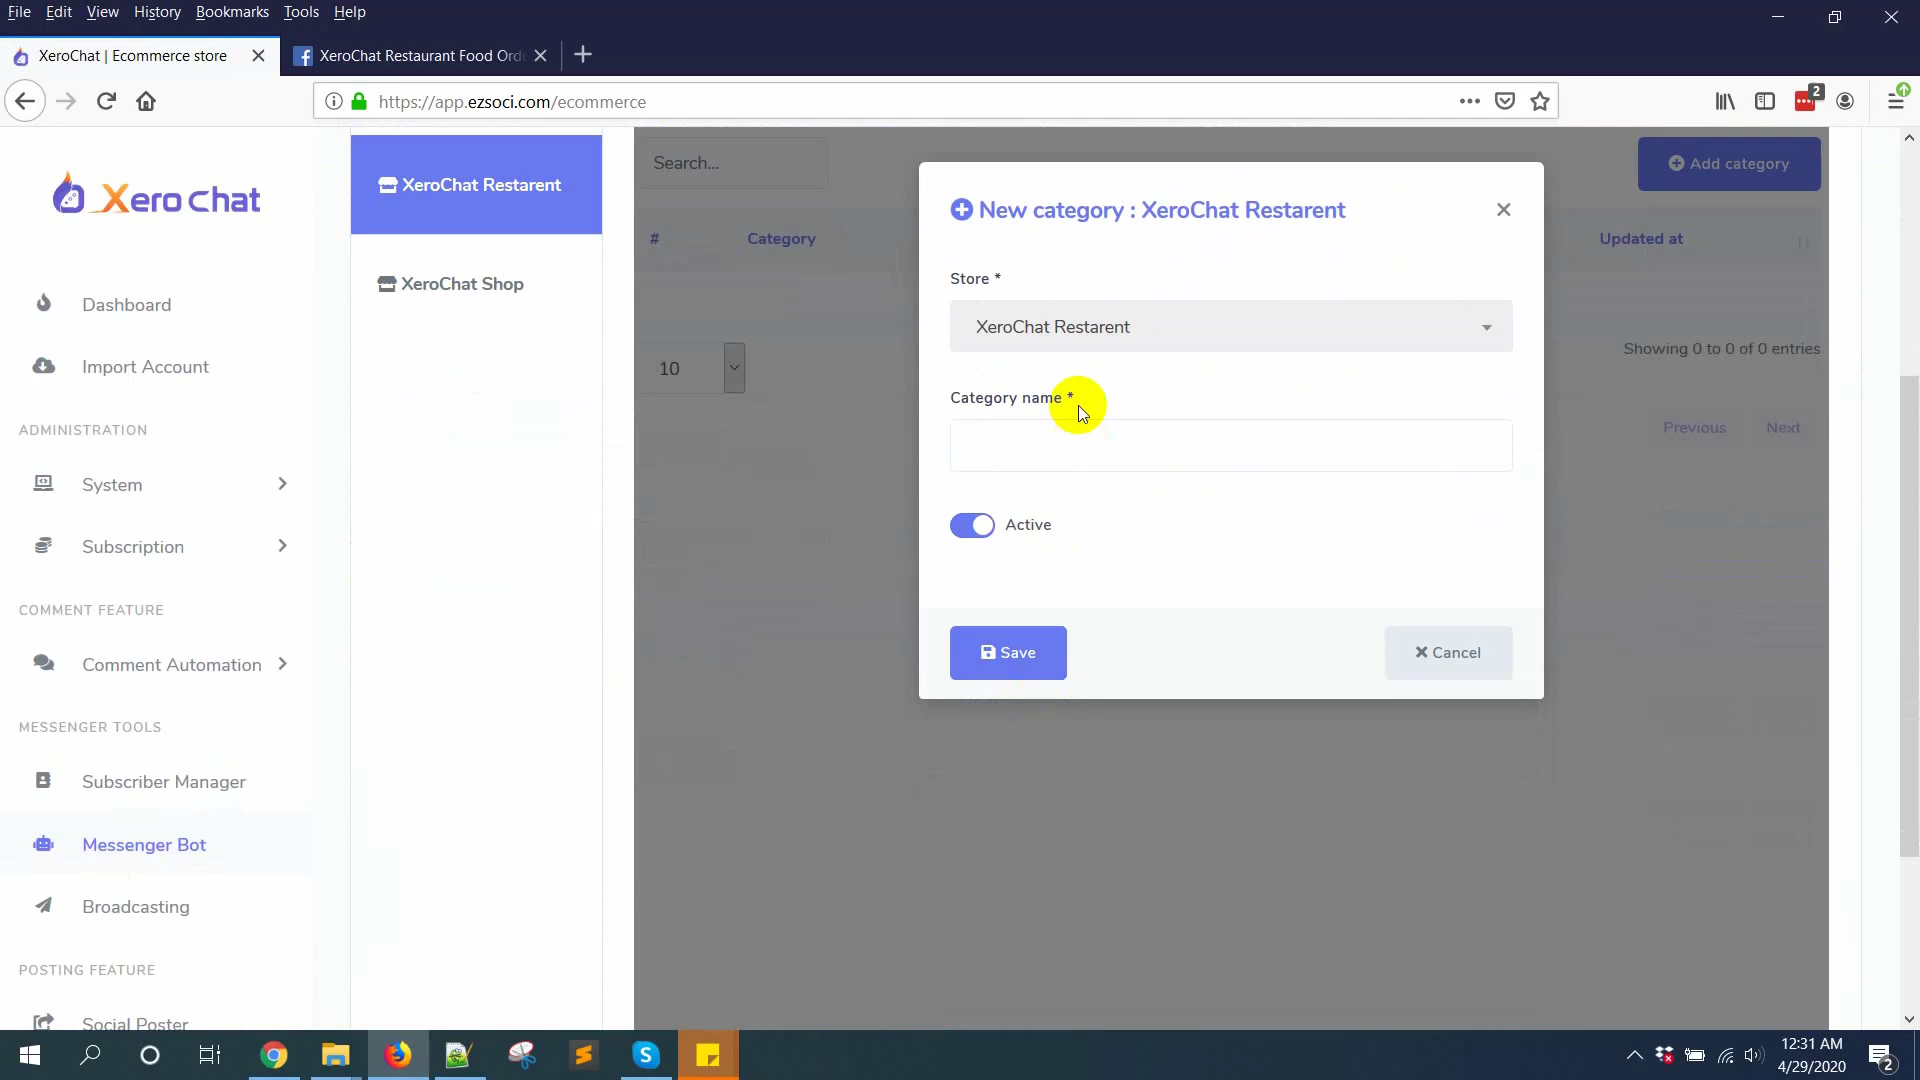 File Edit View History Bookmarks Tools Help
XeroChat | Ecommerce store
XeroChat Restaurant Food Ord
https://app.ezsoci.com/ecommerce
2
Xero Chat
Dashboard
Import Account
ADMINISTRATION
System
Subscription
COMMENT FEATURE
Comment Automation
MESSENGER TOOLS
Subscriber Manager
Messenger Bot
Broadcasting
POSTING FEATURE
Social Poster
XeroChat Restarent
XeroChat Shop
Search...
Add category
# Category Updated at
10
Showing 0 to 0 of 0 entries
Previous Next
New category : XeroChat Restarent
Store *
XeroChat Restarent
Category name *
Active
Save
Cancel
12:31 AM
4/29/2020
2